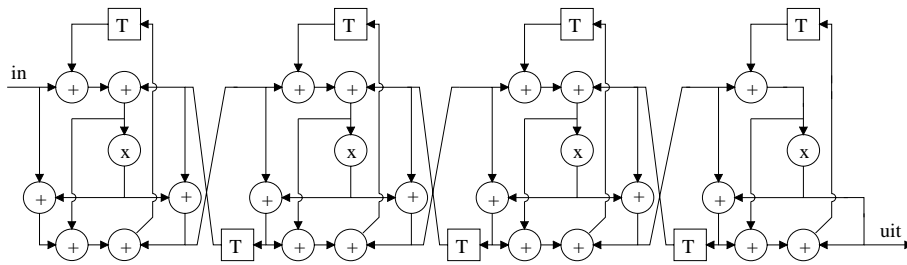 T T T T
in
+ + + + + + +
x x x x
+ + + + + + +
T T T
+ + + + + + + +
uit